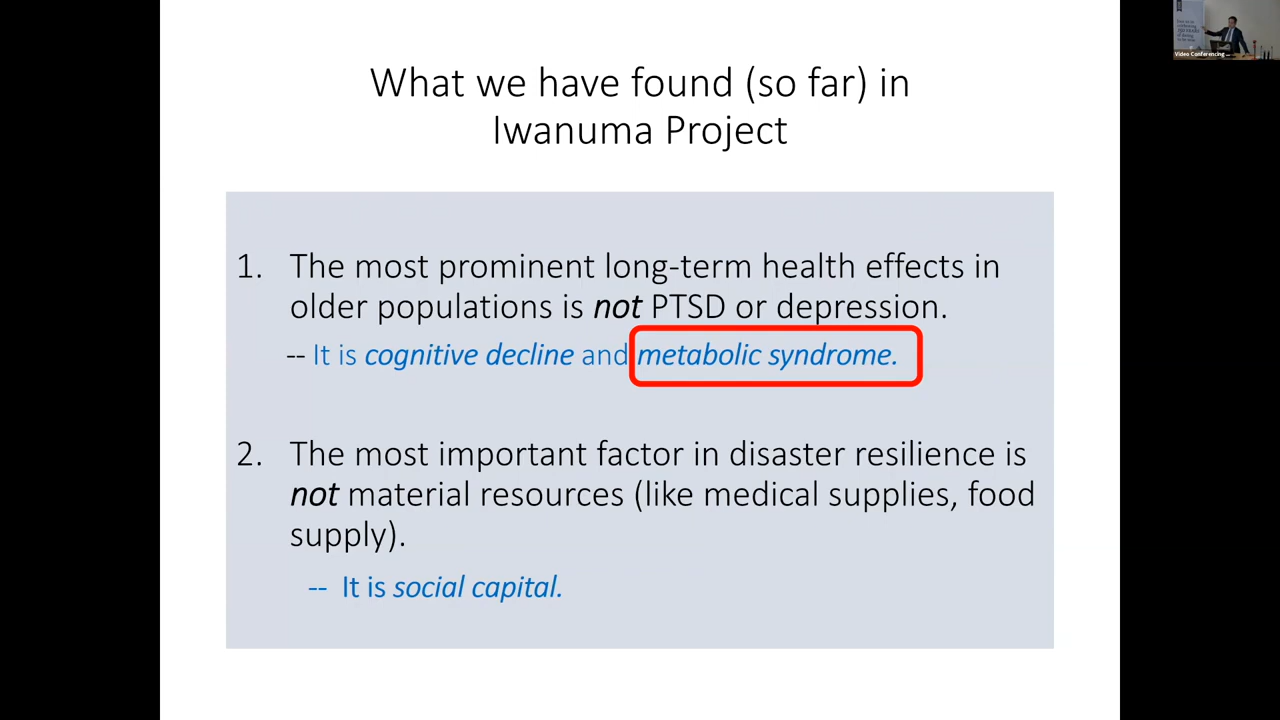 What we have found (so far) in
Iwanuma Project
1. The most prominent long-term health effects in
older populations is not PTSD or depression.
-- It is cognitive decline and metabolic syndrome.
2. The most important factor in disaster resilience is
not material resources (like medical supplies, food
supply).
-- It is social capital.
Video Conferencing ...